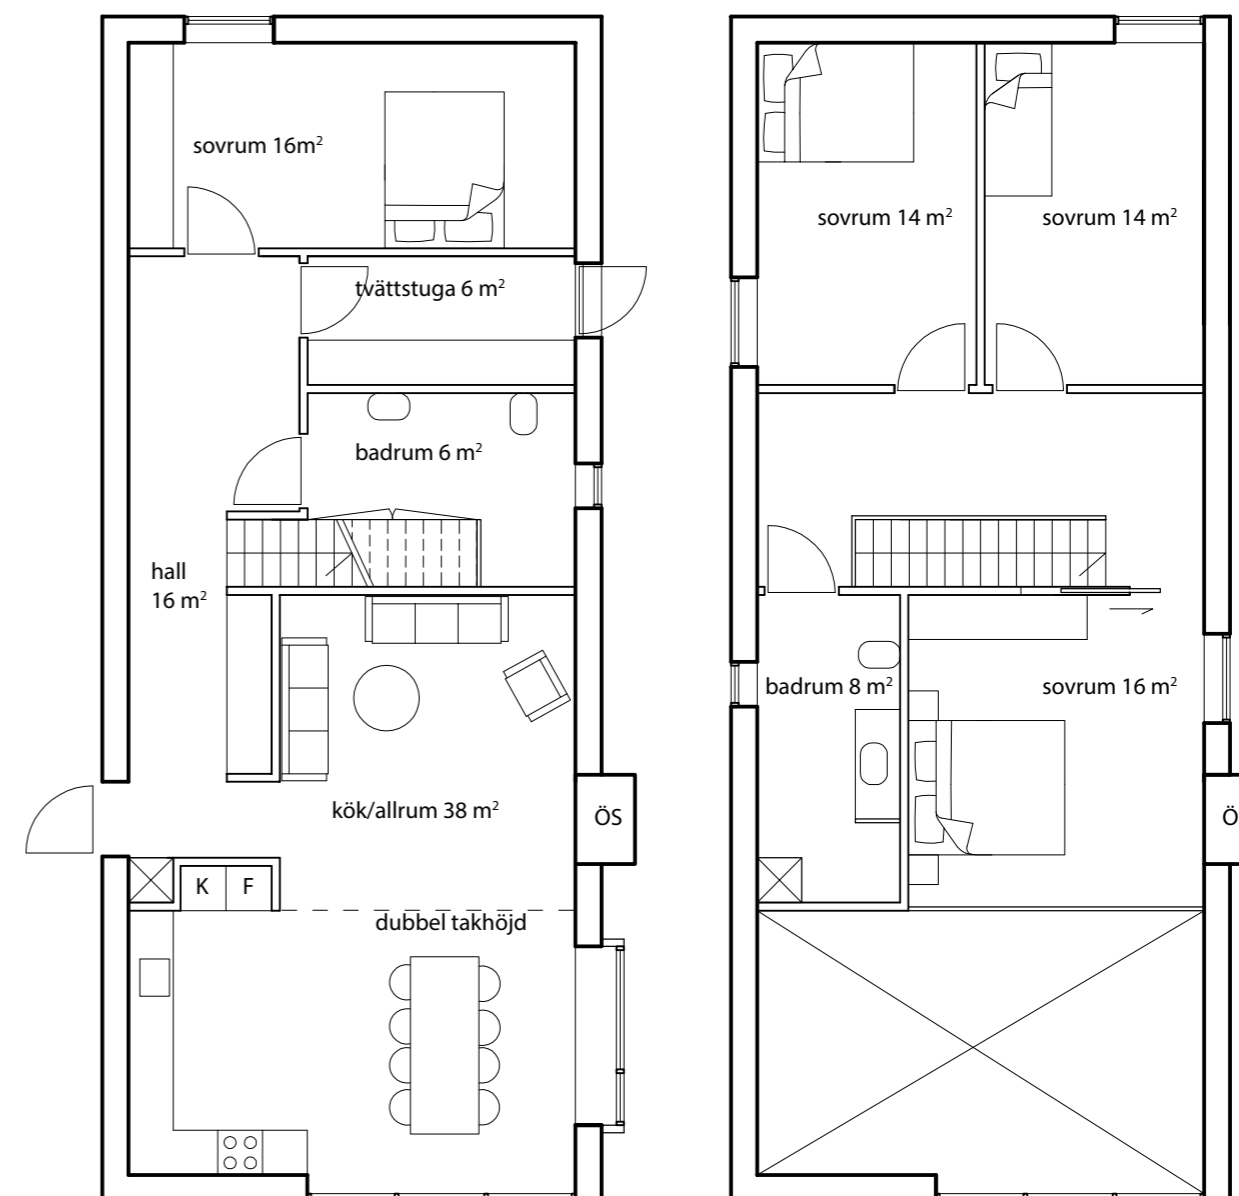 sovrum 16m²
tvättstuga 6 m²
badrum 6 m²
hall
16 m²
kök/allrum 38 m²
ÖS
K F
dubbel takhöjd
sovrum 14 m²
sovrum 14 m²
badrum 8 m²
sovrum 16 m²
Ö